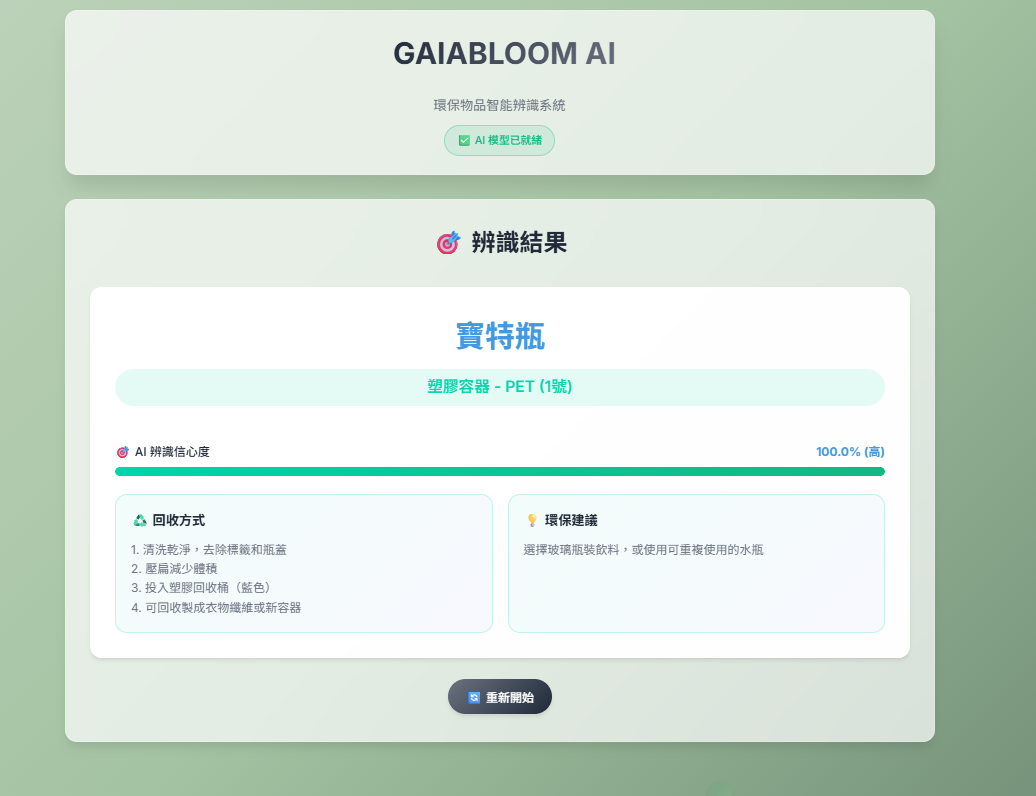 GAIABLOOM AI
環保物品智能辨識系統
✅ AI 模型已就緒
🎯 辨識結果
寶特瓶
塑膠容器 - PET (1號)
🎯 AI 辨識信心度
100.0% (高)
♻️ 回收方式
1. 清洗乾淨，去除標籤和瓶蓋
2. 壓扁減少體積
3. 投入塑膠回收桶（藍色）
4. 可回收製成衣物纖維或新容器
💡 環保建議
選擇玻璃瓶裝飲料，或使用可重複使用的水瓶
🔄 重新開始